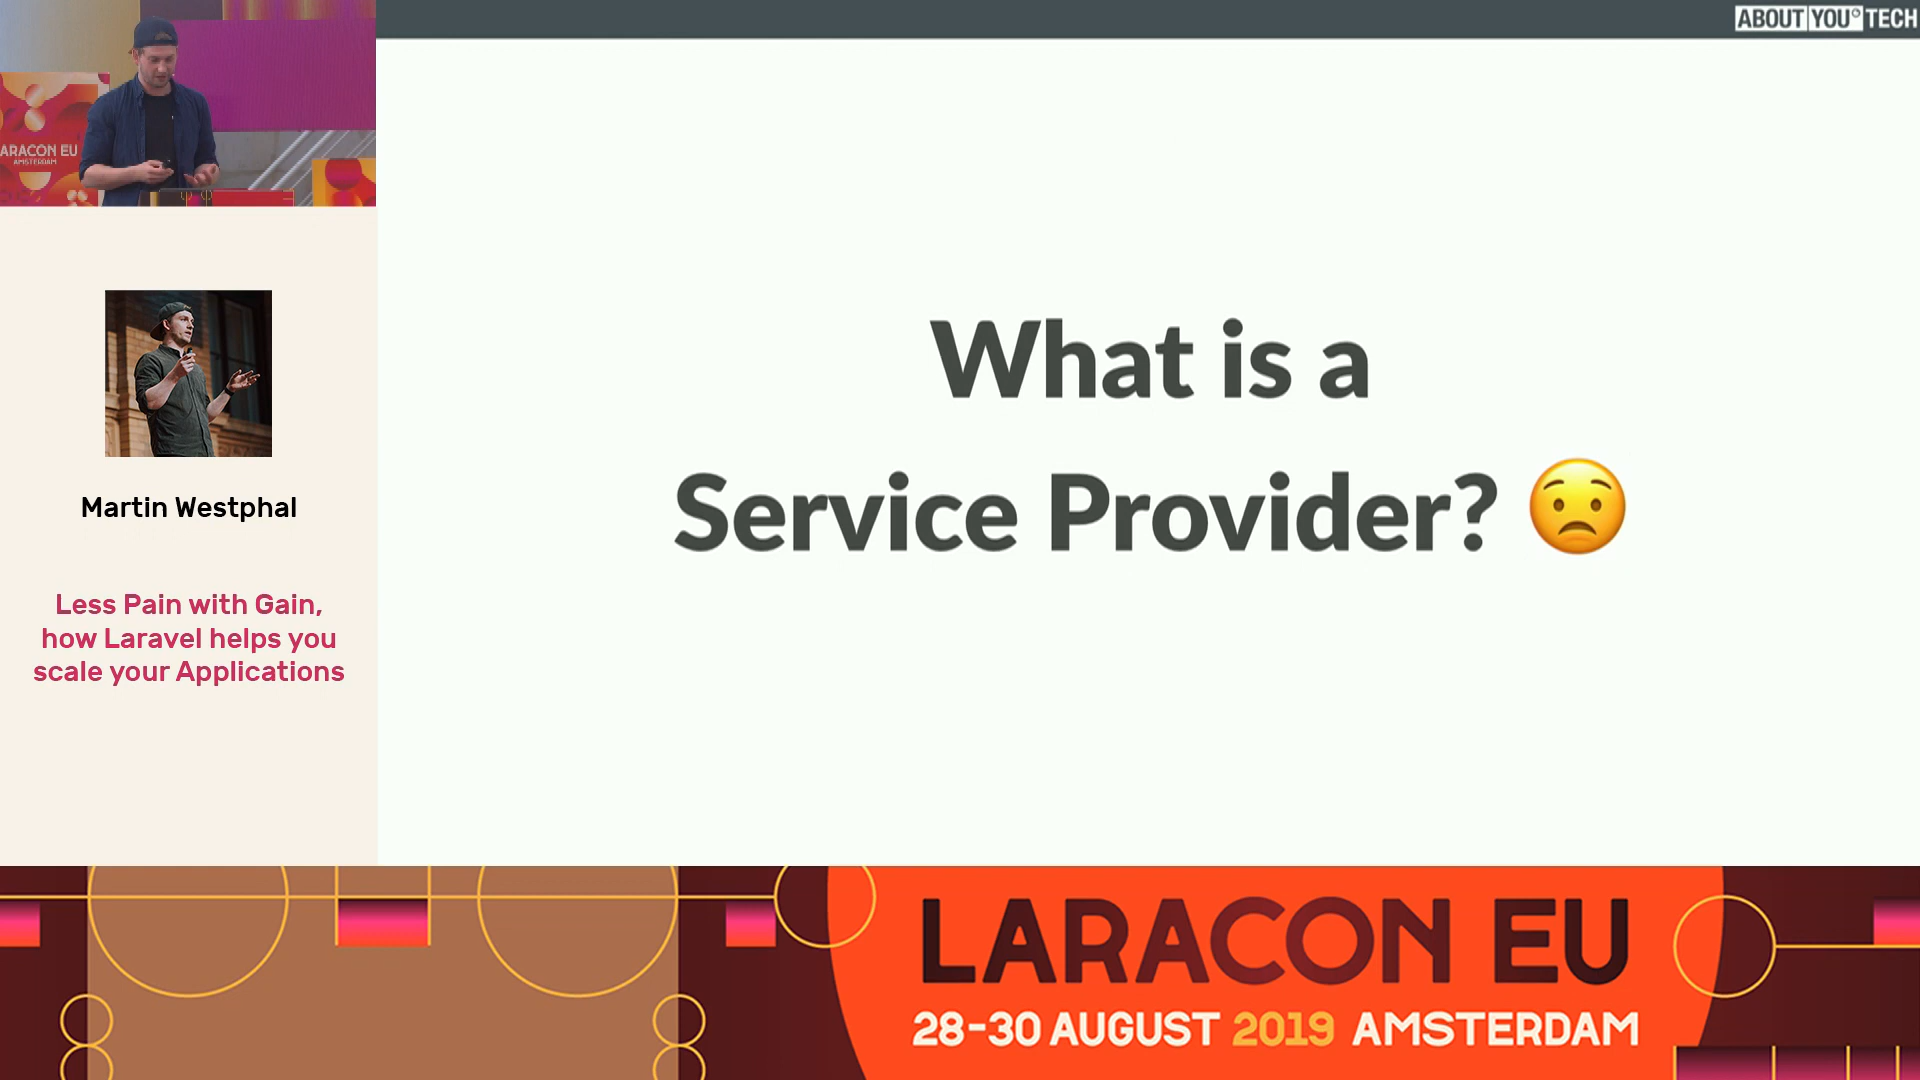 ABOUT YOU° TECH
ARACON EU
AMSTERDAM
What is a
Service Provider? 😟
Martin Westphal
Less Pain with Gain,
how Laravel helps you
scale your Applications
LARACON EU
28-30 AUGUST 2019 AMSTERDAM